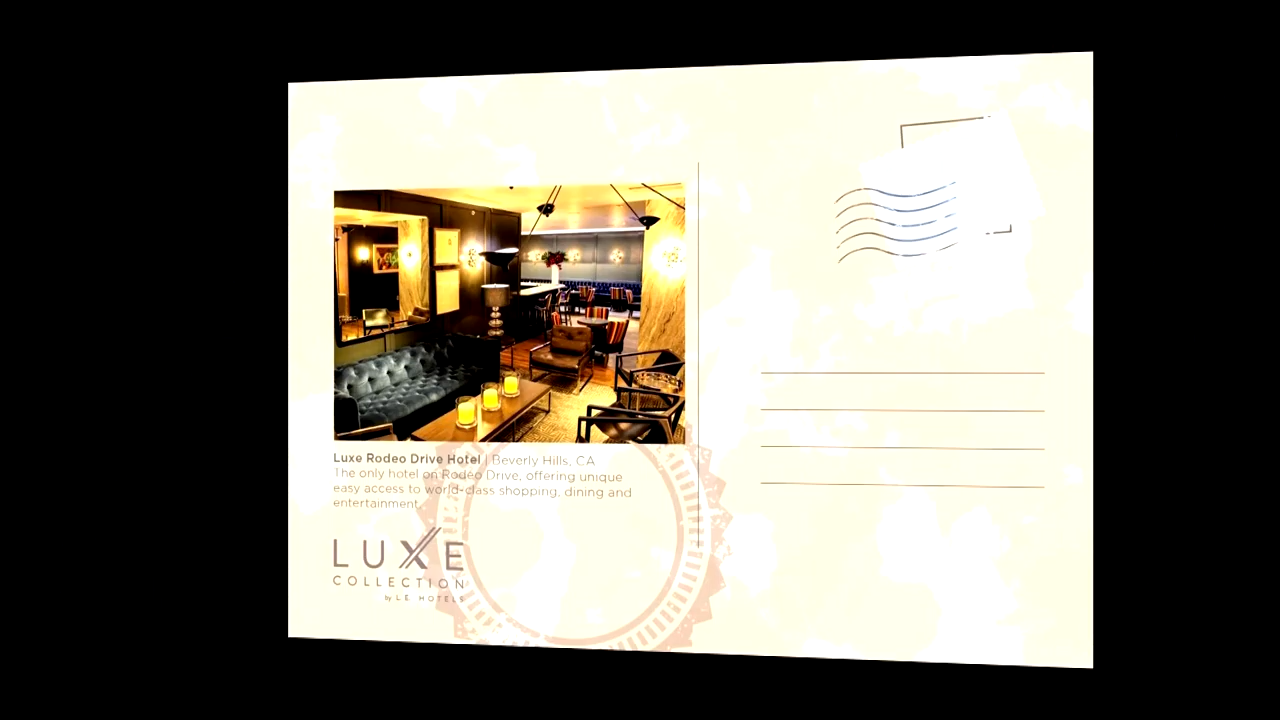 Luxe Rodeo Drive Hotel | Beverly Hills, CA
The only hotel on Rodeo Drive, offering unique
easy access to world-class shopping, dining and
entertainment.
LUXE
COLLECTION
by L.E. HOTELS